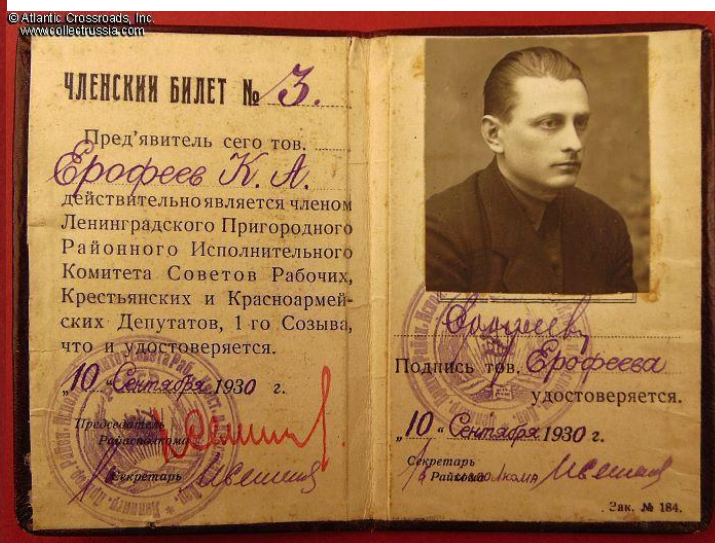 © Atlantic Crossroads, Inc.
www.collectrussia.com
ЧЛЕНСКИЙ БИЛЕТ № 3.
Пред'явитель сего тов.
Ерофеев К. А.
действительно является членом
Ленинградского Пригородного
Районного Исполнительного
Комитета Советов Рабочих,
Крестьянских и Красноармей-
ских Депутатов, 1 го Созыва,
что и удостоверяется.
„10“ Сентября 1930 г.
Председатель
Райисполкома
Секретарь
Подпись тов. Ерофеева
удостоверяется.
„10“ Сентября 1930 г.
Секретарь
Зак. № 184.